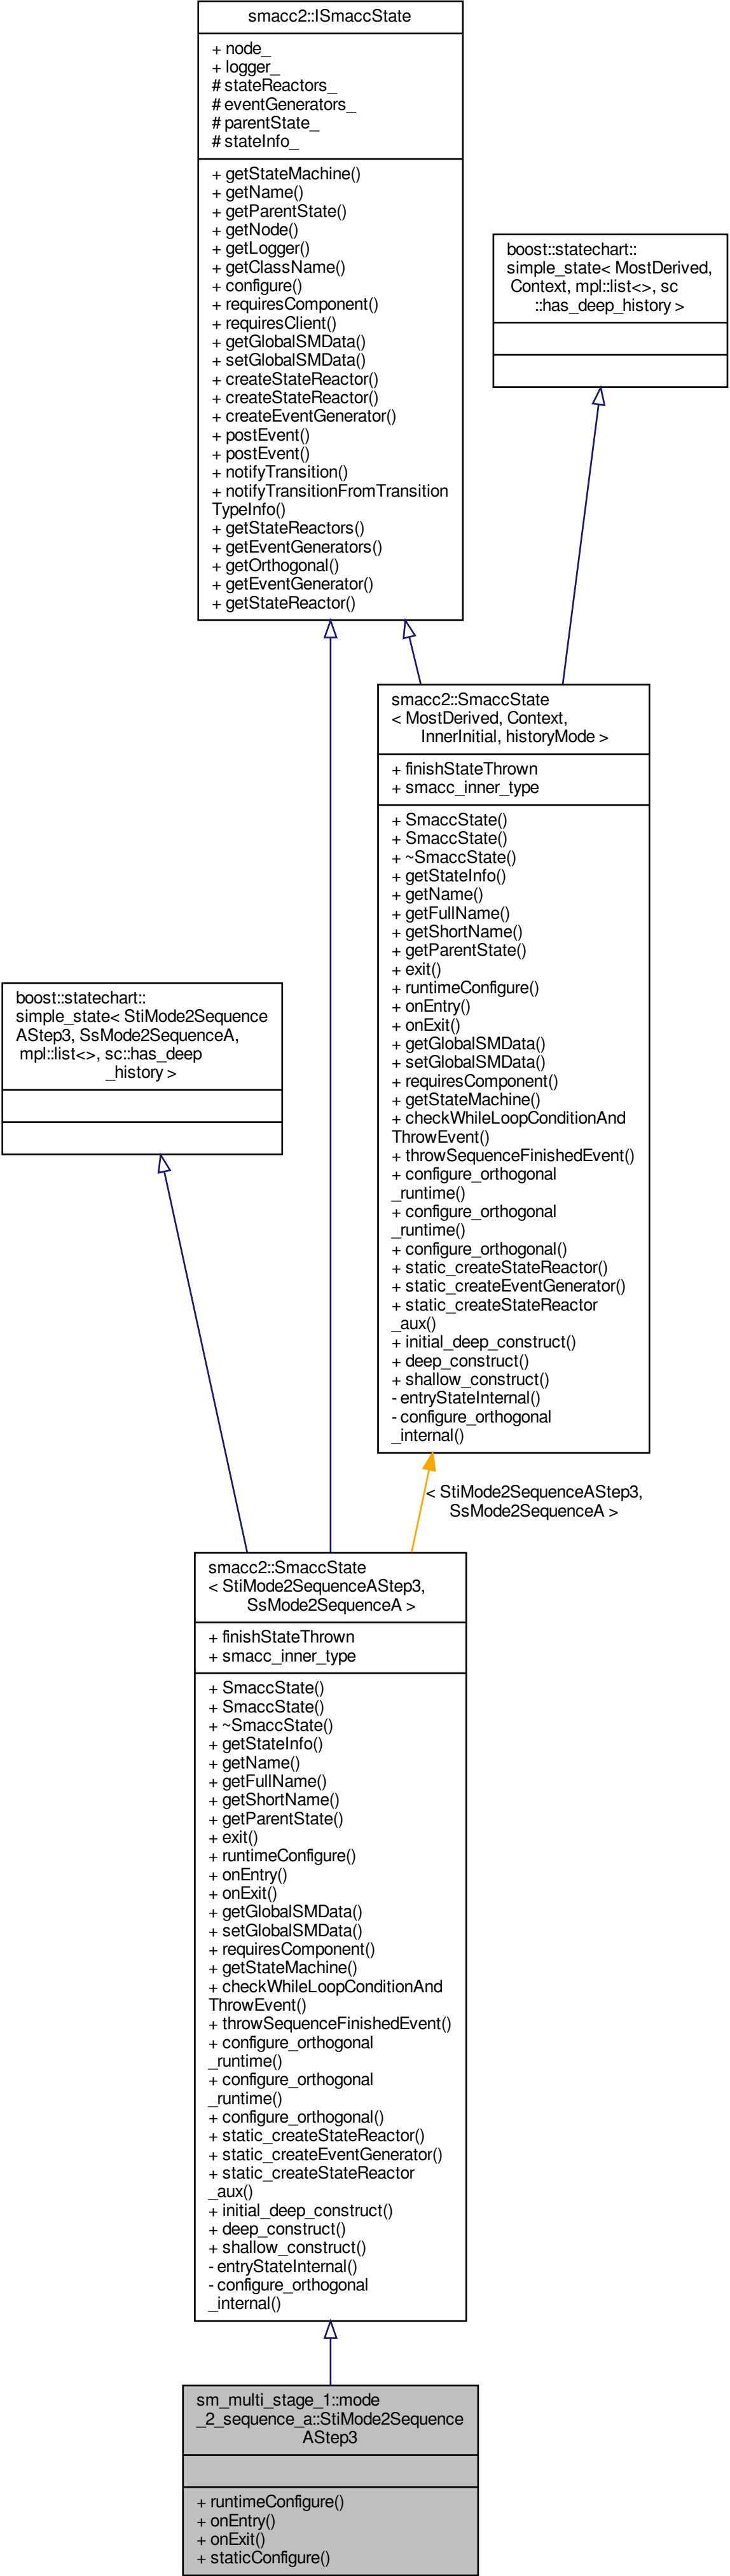 smacc2::ISmaccState
+ node_
+ logger_
# stateReactors_
# eventGenerators_
# parentState_
# stateInfo_
+ getStateMachine()
+ getName()
+ getParentState()
+ getNode()
+ getLogger()
+ getClassName()
+ configure()
+ requiresComponent()
+ requiresClient()
+ getGlobalSMData()
+ setGlobalSMData()
+ createStateReactor()
+ createStateReactor()
+ createEventGenerator()
+ postEvent()
+ postEvent()
+ notifyTransition()
+ notifyTransitionFromTransition
TypeInfo()
+ getStateReactors()
+ getEventGenerators()
+ getOrthogonal()
+ getEventGenerator()
+ getStateReactor()
boost::statechart::
simple_state< MostDerived,
Context, mpl::list<>, sc
::has_deep_history >
smacc2::SmaccState
< MostDerived, Context,
InnerInitial, historyMode >
+ finishStateThrown
+ smacc_inner_type
+ SmaccState()
+ SmaccState()
+ ~SmaccState()
+ getStateInfo()
+ getName()
+ getFullName()
+ getShortName()
+ getParentState()
+ exit()
+ runtimeConfigure()
+ onEntry()
+ onExit()
+ getGlobalSMData()
+ setGlobalSMData()
+ requiresComponent()
+ getStateMachine()
+ checkWhileLoopConditionAnd
ThrowEvent()
+ throwSequenceFinishedEvent()
+ configure_orthogonal
_runtime()
+ configure_orthogonal
_runtime()
+ configure_orthogonal()
+ static_createStateReactor()
+ static_createEventGenerator()
+ static_createStateReactor
_aux()
+ initial_deep_construct()
+ deep_construct()
+ shallow_construct()
- entryStateInternal()
- configure_orthogonal
_internal()
boost::statechart::
simple_state< StiMode2Sequence
AStep3, SsMode2SequenceA,
mpl::list<>, sc::has_deep
_history >
< StiMode2SequenceAStep3,
SsMode2SequenceA >
smacc2::SmaccState
< StiMode2SequenceAStep3,
SsMode2SequenceA >
+ finishStateThrown
+ smacc_inner_type
+ SmaccState()
+ SmaccState()
+ ~SmaccState()
+ getStateInfo()
+ getName()
+ getFullName()
+ getShortName()
+ getParentState()
+ exit()
+ runtimeConfigure()
+ onEntry()
+ onExit()
+ getGlobalSMData()
+ setGlobalSMData()
+ requiresComponent()
+ getStateMachine()
+ checkWhileLoopConditionAnd
ThrowEvent()
+ throwSequenceFinishedEvent()
+ configure_orthogonal
_runtime()
+ configure_orthogonal
_runtime()
+ configure_orthogonal()
+ static_createStateReactor()
+ static_createEventGenerator()
+ static_createStateReactor
_aux()
+ initial_deep_construct()
+ deep_construct()
+ shallow_construct()
- entryStateInternal()
- configure_orthogonal
_internal()
sm_multi_stage_1::mode
_2_sequence_a::StiMode2Sequence
AStep3
+ runtimeConfigure()
+ onEntry()
+ onExit()
+ staticConfigure()